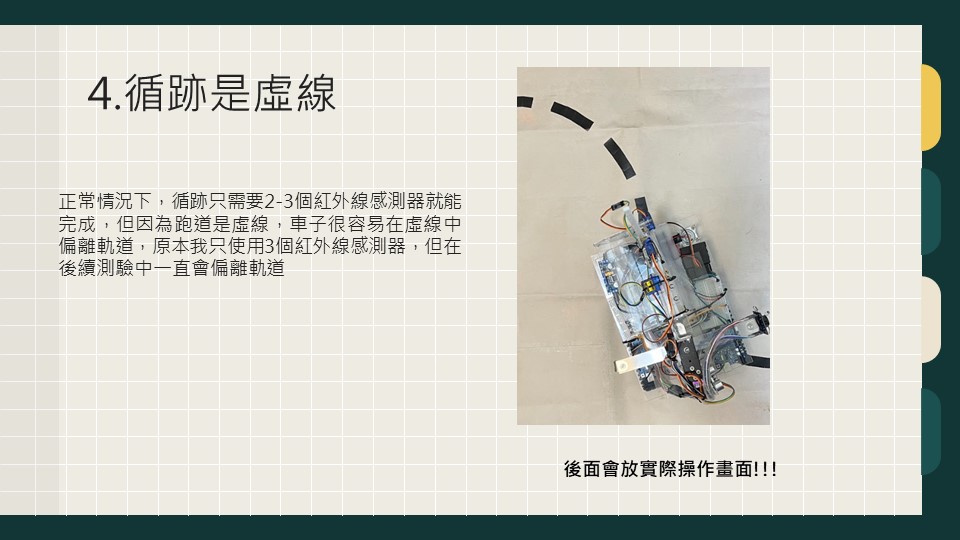 4.循跡是虛線
正常情況下，循跡只需要2-3個紅外線感測器就能
完成，但因為跑道是虛線，車子很容易在虛線中
偏離軌道，原本我只使用3個紅外線感測器，但在
後續測驗中一直會偏離軌道
後面會放實際操作畫面!!!